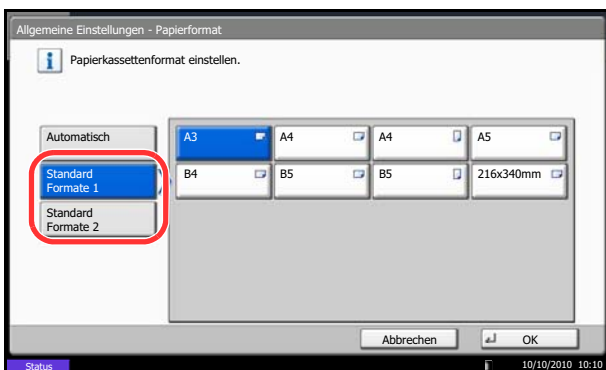 Allgemeine Einstellungen - Papierformat
i Papierkassettenformat einstellen.
Automatisch
A3 A4 A4 A5
Standard
Formate 1
B4 B5 B5 216x340mm
Standard
Formate 2
Abbrechen OK
Status 10/10/2010 10:10